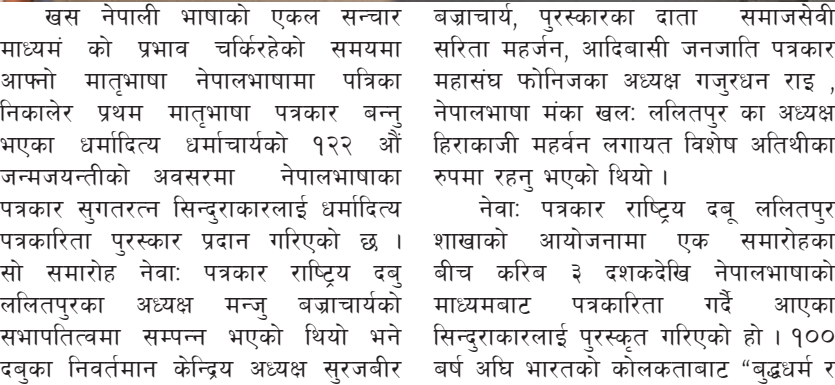 खस नेपाली भाषाको एकल सन्चार
माध्यमं को प्रभाव चर्किरहेको समयमा
आफ्नो मातृभाषा नेपालभाषामा पत्रिका
निकालेर प्रथम मातृभाषा पत्रकार बन्नु
भएका धर्मादित्य धर्माचार्यको १२२ औं
जन्मजयन्तीको अवसरमा नेपालभाषाका
पत्रकार सुगतरत्न सिन्दुराकारलाई धर्मादित्य
पत्रकारिता पुरस्कार प्रदान गरिएको छ ।
सो समारोह नेवाः पत्रकार राष्ट्रिय दबु
ललितपुरका अध्यक्ष मन्जु बज्राचार्यको
सभापतित्वमा सम्पन्न भएको थियो भने
दबुका निवर्तमान केन्द्रिय अध्यक्ष सुरजबीर
बज्राचार्य, पुरस्कारका दाता समाजसेवी
सरिता महर्जन, आदिबासी जनजाति पत्रकार
महासंघ फोनिजका अध्यक्ष गजुरधन राइ ,
नेपालभाषा मंका खलः ललितपुर का अध्यक्ष
हिराकाजी महर्वन लगायत विशेष अतिथीका
रुपमा रहनु भएको थियो ।
नेवाः पत्रकार राष्ट्रिय दबू ललितपुर
शाखाको आयोजनामा एक समारोहका
बीच करिब ३ दशकदेखि नेपालभाषाको
माध्यमबाट पत्रकारिता गर्दै आएका
सिन्दुराकारलाई पुरस्कृत गरिएको हो । १००
बर्ष अघि भारतको कोलकताबाट “बुद्धधर्म र